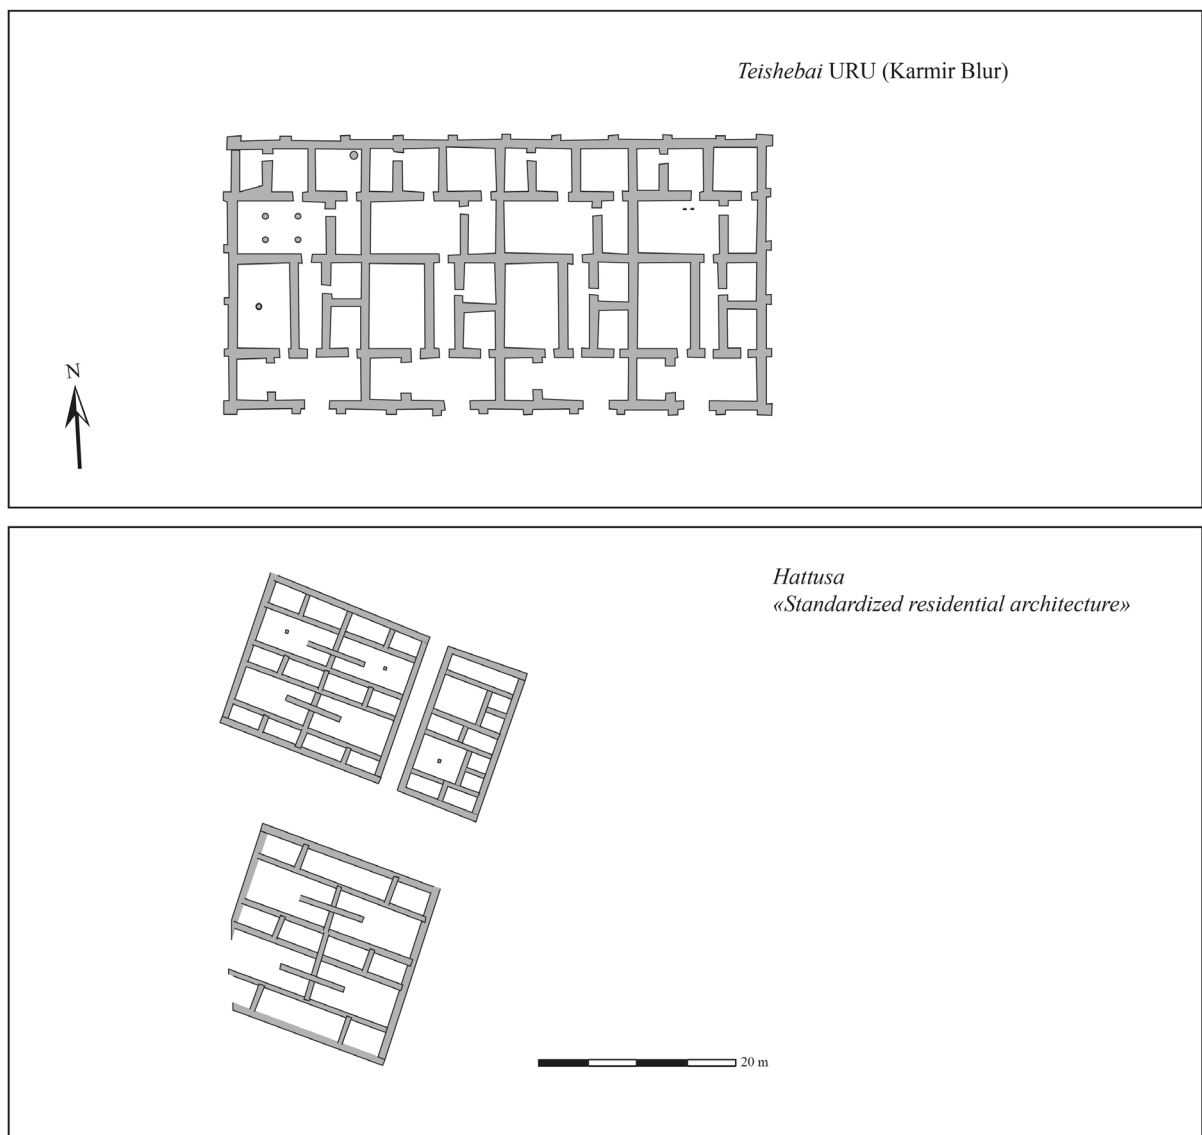 Teishebai URU (Karmir Blur)
N
Hattusa
«Standardized residential architecture»
20 m